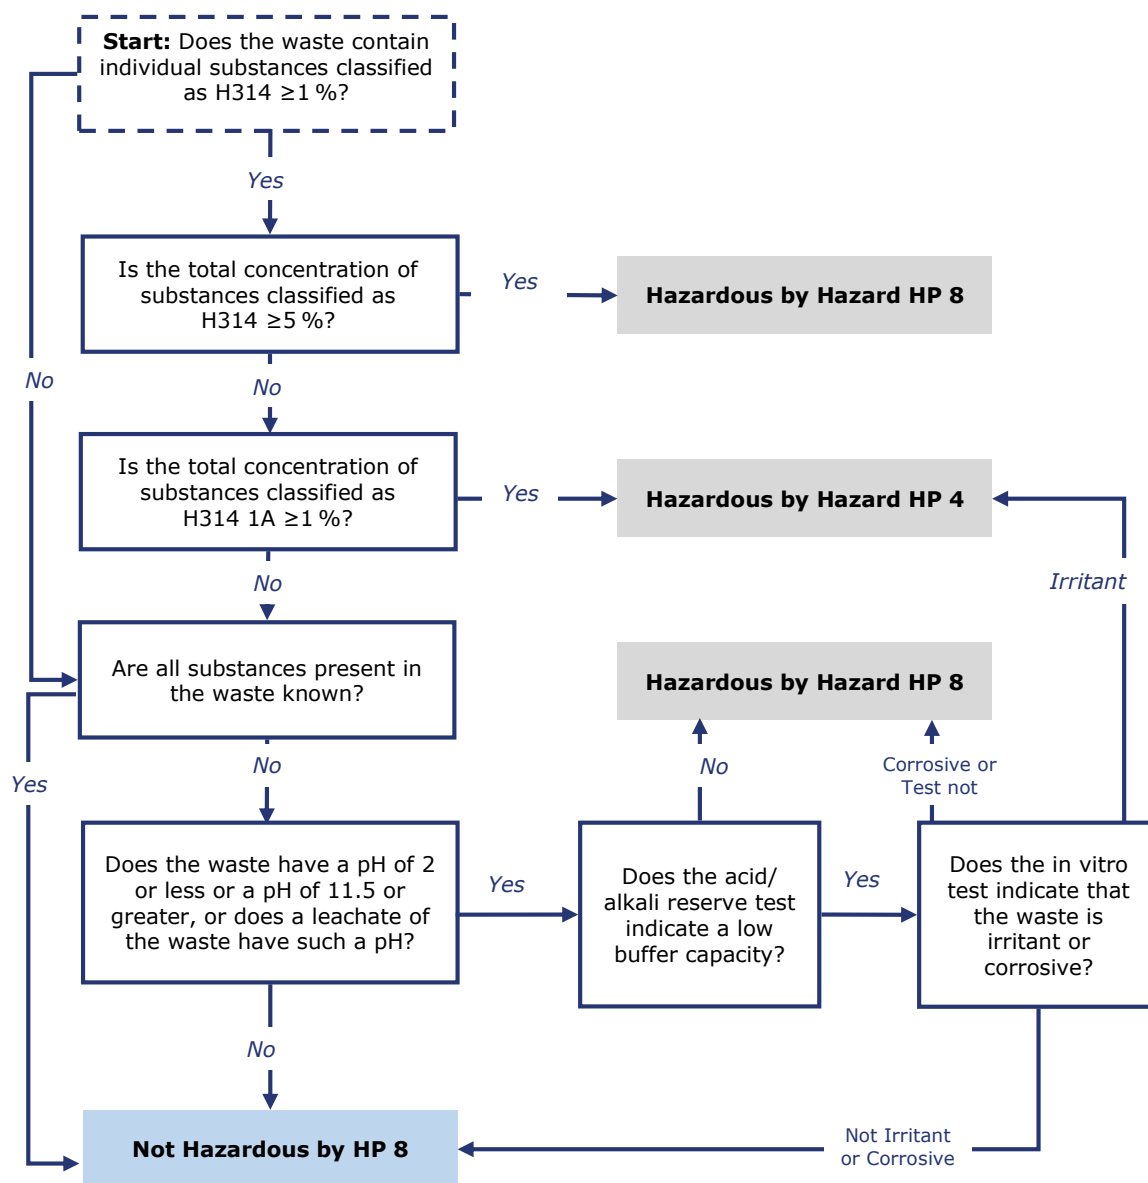 Start: Does the waste contain
individual substances classified
as H314 ≥1 %?
Yes
Is the total concentration of
substances classified as
H314 ≥5 %?
Yes
Hazardous by Hazard HP 8
No
No
Is the total concentration of
substances classified as
H314 1A ≥1 %?
Yes
Hazardous by Hazard HP 4
No
Irritant
Are all substances present in
the waste known?
Hazardous by Hazard HP 8
No
Yes
No
Corrosive or
Test not
Does the waste have a pH of 2
or less or a pH of 11.5 or
greater, or does a leachate of
the waste have such a pH?
Yes
Does the acid/
alkali reserve test
indicate a low
buffer capacity?
Yes
Does the in vitro
test indicate that
the waste is
irritant or
corrosive?
No
Not Hazardous by HP 8
Not Irritant
or Corrosive